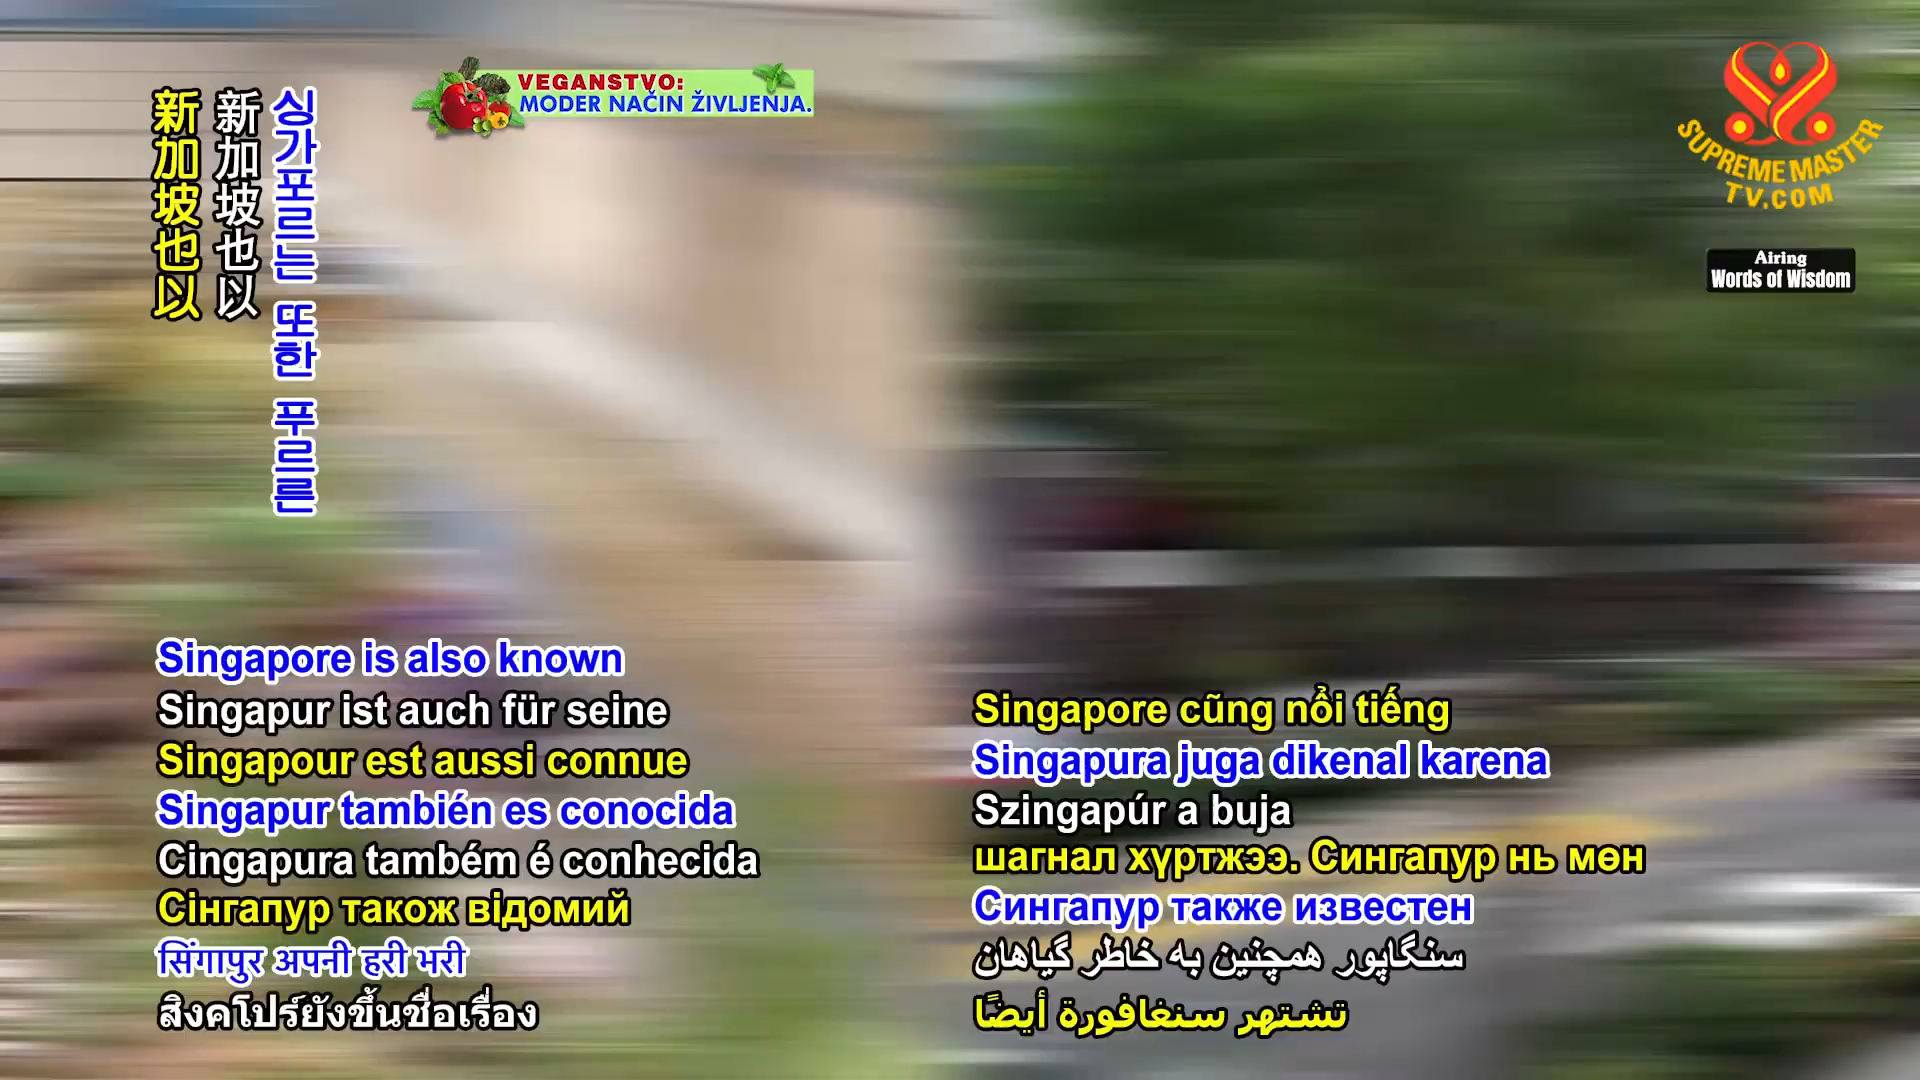 VEGANSTVO:
MODER NAČIN ŽIVLJENJA.
SUPREME MASTER
TV.COM
Airing
Words of Wisdom
싱가포르는 또한 푸르른
新加坡也以
新加坡也以
Singapore is also known
Singapur ist auch für seine
Singapour est aussi connue
Singapur también es conocida
Cingapura também é conhecida
Сінгапур також відомий
सिंगापुर अपनी हरी भरी
สิงคโปร์ยังขึ้นชื่อเรื่อง
Singapore cũng nổi tiếng
Singapura juga dikenal karena
Szingapúr a buja
шагнал хүртжээ. Сингапур нь мөн
Сингапур также известен
سنگاپور همچنین به خاطر گیاهان
تشتهر سنغافورة أيضًا